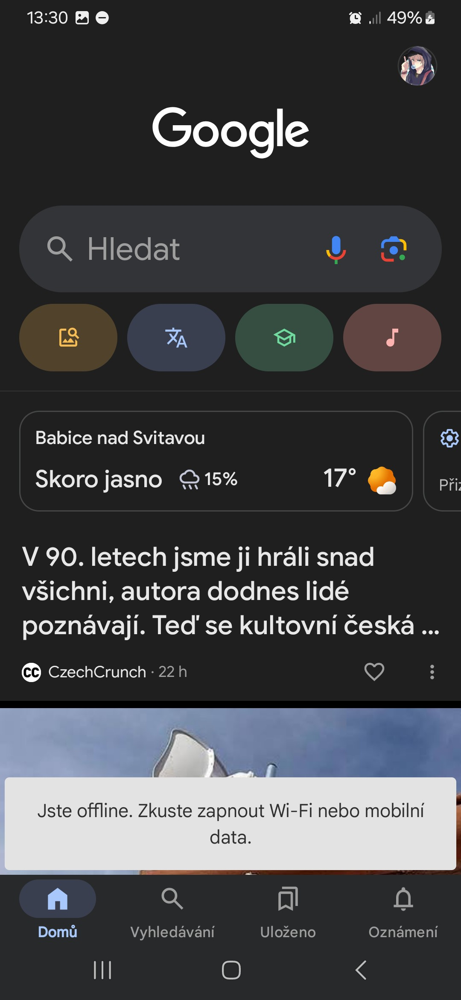 13:30
49%
Google
Hledat
Babice nad Svitavou
Skoro jasno 15% 17°
Přiz
V 90. letech jsme ji hráli snad
všichni, autora dodnes lidé
poznávají. Teď se kultovní česká ...
CC CzechCrunch · 22 h
Jste offline. Zkuste zapnout Wi-Fi nebo mobilní
data.
Domů Vyhledávání Uloženo Oznámení